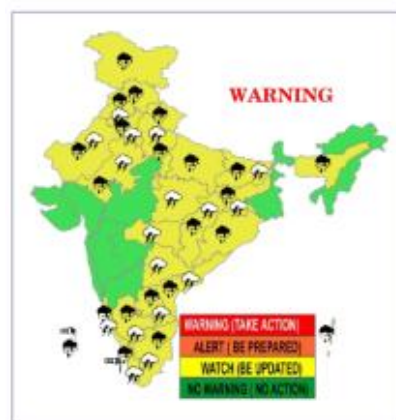 WARNING
WARNING (TAKE ACTION)
ALERT ( BE PREPARED)
WATCH (BE UPDATED)
NO WARNING ( NO ACTION)